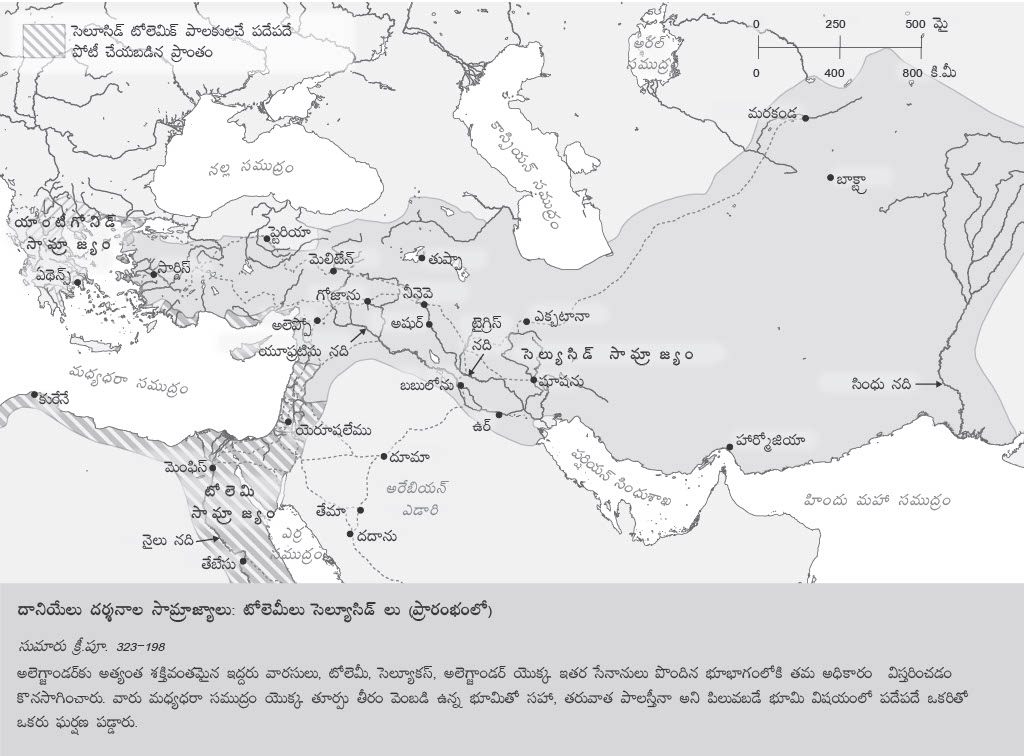 సెలూసిడ్ టోలెమిక్ పాలకులచే పదేపదే
పోటీ చేయబడిన ప్రాంతం
0 250 500 మై
0 400 800 కి.మీ
అరల్
సముద్ర
మరకండ
బాక్ట్రా
కాస్పియన్ సముద్రం
నల్ల సముద్రం
యాంటిగోనిడ్
సామ్రాజ్యం
ఏథెన్స్
సార్డిస్
ప్టెరియా
మెలిటేన్
తుష్పా
గోజాను
నీనెవె
అలెప్పో
అషుర్
టైగ్రిస్
నది
ఎక్బటానా
యూఫ్రటీసు నది
సెల్యుసిడ్ సామ్రాజ్యం
మధ్యధరా సముద్రం
బబులోను
షూషను
సింధు నది
కురేనే
ఉర్
యెరూషలేము
హార్మోజియా
మెంఫిస్
దూమా
పర్షియన్ సింధుశాఖ
టోలెమి
సామ్రాజ్యం
అరేబియన్
ఎడారి
హిందు మహా సముద్రం
తేమా
ఎర్ర
సముద్రం
దదాను
నైలు నది
తేబేసు
దానియేలు దర్శనాల సామ్రాజ్యాలు: టోలెమీలు సెల్యూసిడ్ లు (ప్రారంభంలో)
సుమారు క్రీ.పూ. 323-198
అలెగ్జాండర్‌కు అత్యంత శక్తివంతమైన ఇద్దరు వారసులు, టోలెమీ, సెల్యూకస్, అలెగ్జాండర్ యొక్క ఇతర సేనానులు పొందిన భూభాగంలోకి తమ అధికారం విస్తరించడం
కొనసాగించారు. వారు మధ్యధరా సముద్రం యొక్క తూర్పు తీరం వెంబడి ఉన్న భూమితో సహా, తరువాత పాలస్తీనా అని పిలువబడే భూమి విషయంలో పదేపదే ఒకరితో
ఒకరు ఘర్షణ పడ్డారు.